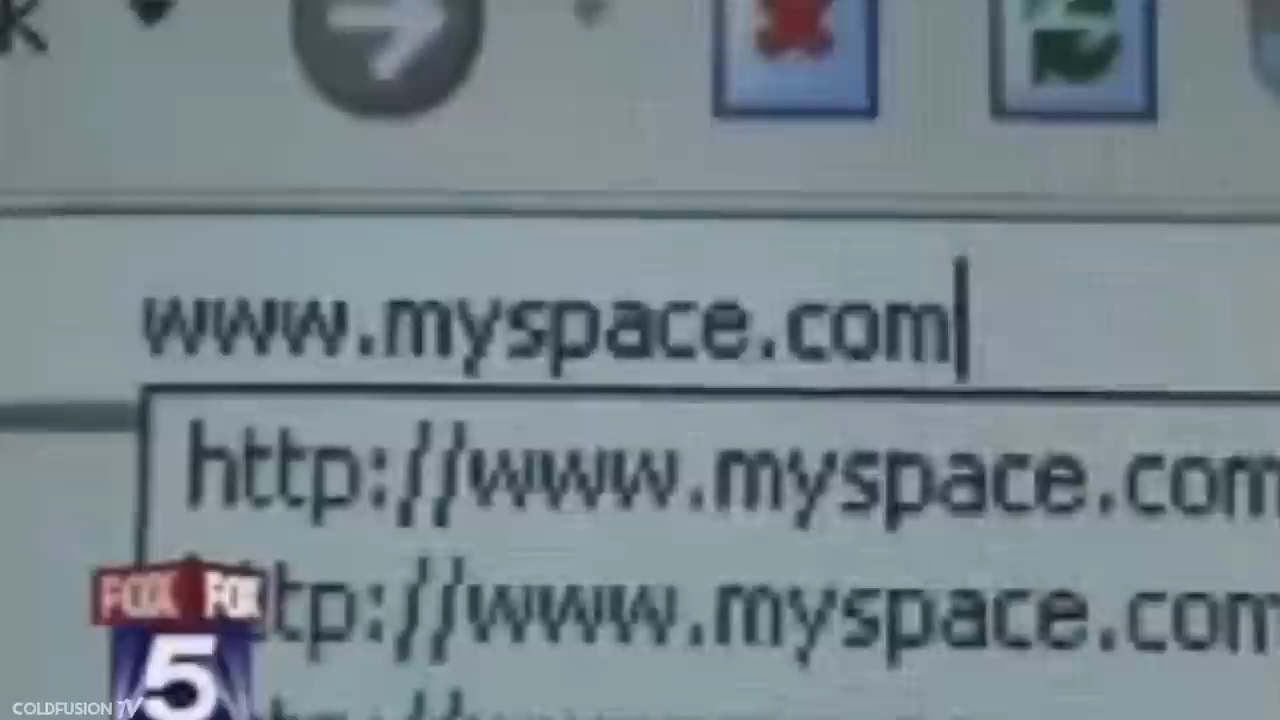 k
www.myspace.com
http://www.myspace.com
tp://www.myspace.com
FOX FOX
5
COLDFUSION TV